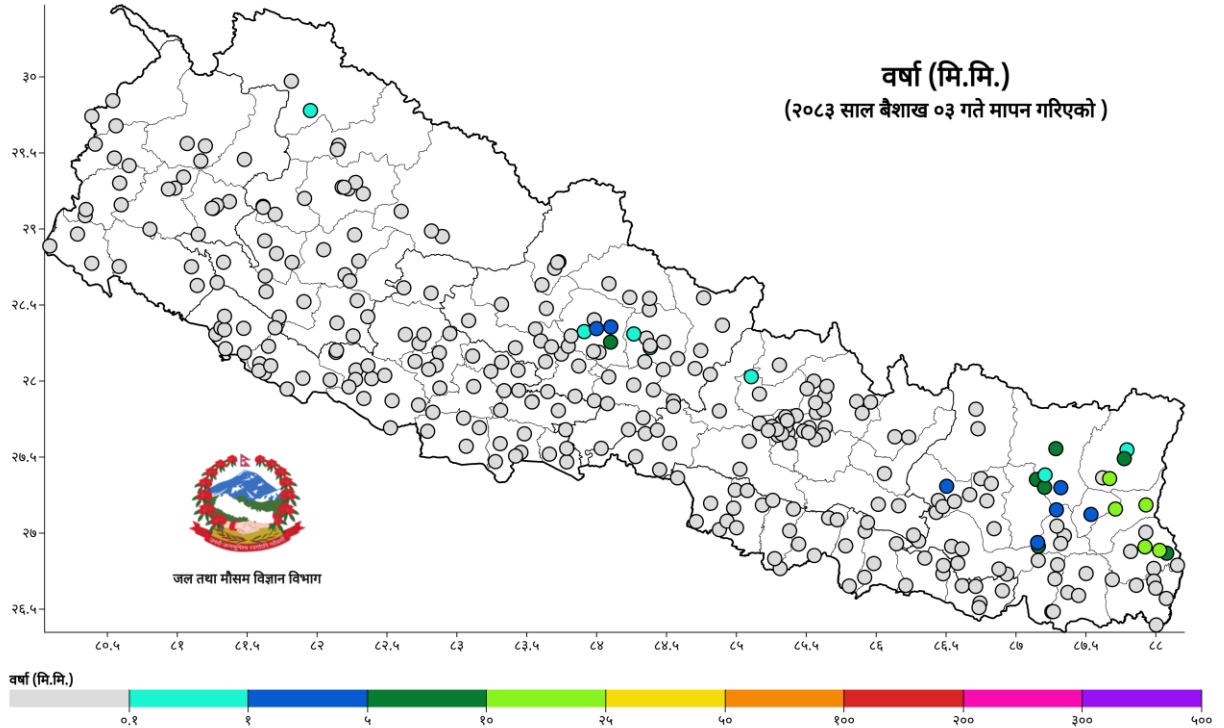 वर्षा (मि.मि.)
(२०८३ साल बैशाख ०३ गते मापन गरिएको )
३०
२९.५
२९
२८.५
२८
२७.५
२७
२६.५
८०.५ ८१ ८१.५ ८२ ८२.५ ८३ ८३.५ ८४ ८४.५ ८५ ८५.५ ८६ ८६.५ ८७ ८७.५ ८८
जल तथा मौसम विज्ञान विभाग
वर्षा (मि.मि.)
०.१ १ ५ १० २५ ५० १०० २०० ३०० ५००